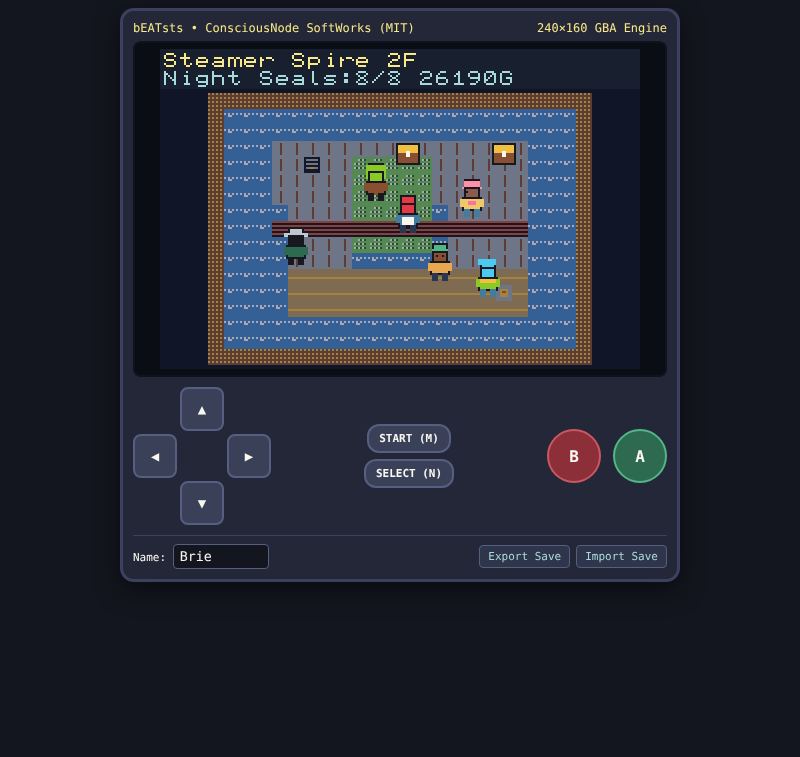 bEATsts • ConsciousNode SoftWorks (MIT)
240×160 GBA Engine
Steamer Spire 2F
Night Seals:8/8 26190G
▲
◀
▶
▼
START (M)
SELECT (N)
B
A
Name:
Brie
Export Save
Import Save